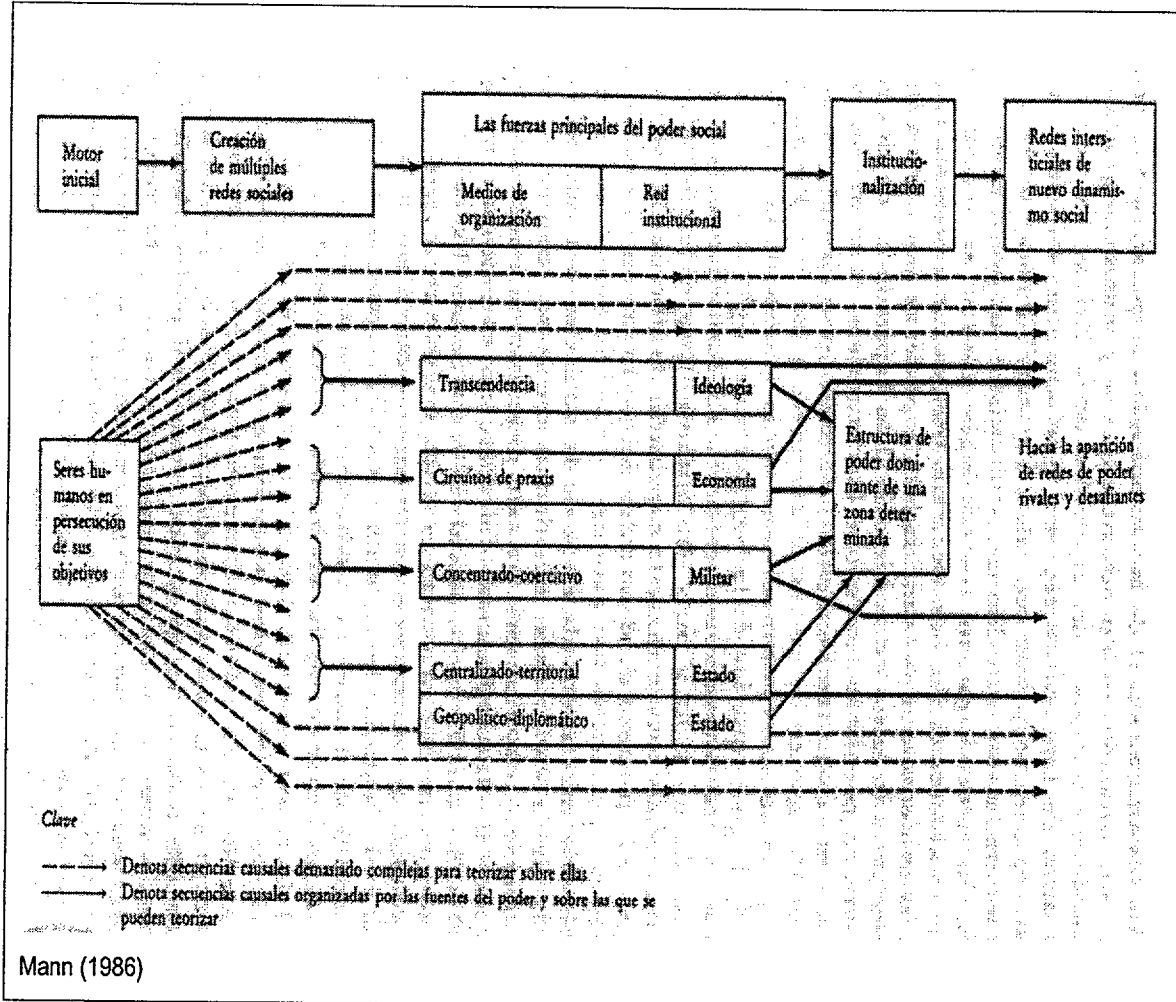 Motor
inicial
Creación
de múltiples
redes sociales
Las fuerzas principales del poder social
Medios de
organización
Red
institucional
Institucio-
nalización
Redes inters-
ticiales de
nuevo dinamis-
mo social
Seres hu-
manos en
persecución
de sus
objetivos
Transcendencia
Ideología
Circuitos de praxis
Economía
Concentrado-coercitivo
Militar
Centralizado-territorial
Estado
Geopolítico-diplomático
Estado
Estructura de
poder domi-
nante de una
zona deter-
minada
Hacia la aparición
de redes de poder
rivales y desafiantes
Clave
Denota secuencias causales demasiado complejas para teorizar sobre ellas
Denota secuencias causales organizadas por las fuentes del poder y sobre las que se
pueden teorizar
Mann (1986)